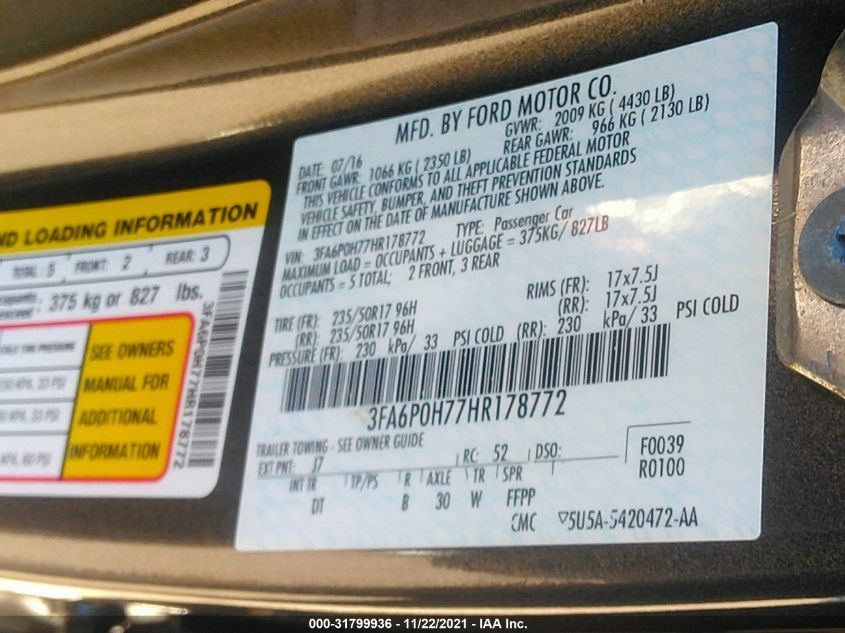 ND LOADING INFORMATION
TOTAL: 5 FRONT: 2 REAR: 3
375 kg or 827 lbs.
COLD TIRE PRESSURE
SEE OWNERS
MANUAL FOR
ADDITIONAL
INFORMATION
3FA6P0H77HR178772
MFD. BY FORD MOTOR CO.
DATE: 07/16 GVWR: 2009 KG ( 4430 LB)
FRONT GAWR: 1066 KG ( 2350 LB) REAR GAWR: 966 KG ( 2130 LB)
THIS VEHICLE CONFORMS TO ALL APPLICABLE FEDERAL MOTOR
VEHICLE SAFETY, BUMPER, AND THEFT PREVENTION STANDARDS
IN EFFECT ON THE DATE OF MANUFACTURE SHOWN ABOVE.
VIN: 3FA6P0H77HR178772 TYPE: Passenger Car
MAXIMUM LOAD = OCCUPANTS + LUGGAGE = 375KG/ 827LB
OCCUPANTS = 5 TOTAL; 2 FRONT, 3 REAR
TIRE (FR): 235/50R17 96H RIMS (FR): 17x7.5J
(RR): 235/50R17 96H (RR): 17x7.5J
PRESSURE (FR): 230 kPa/ 33 PSI COLD (RR): 230 kPa/ 33 PSI COLD
3FA6P0H77HR178772
TRAILER TOWING - SEE OWNER GUIDE
EXT PNT: J7 RC: 52 DSO: F0039
INT TR TP/PS R AXLE TR SPR R0100
DT B 30 W FFPP
CMC 5U5A-5420472-AA
000-31799936 - 11/22/2021 - IAA Inc.